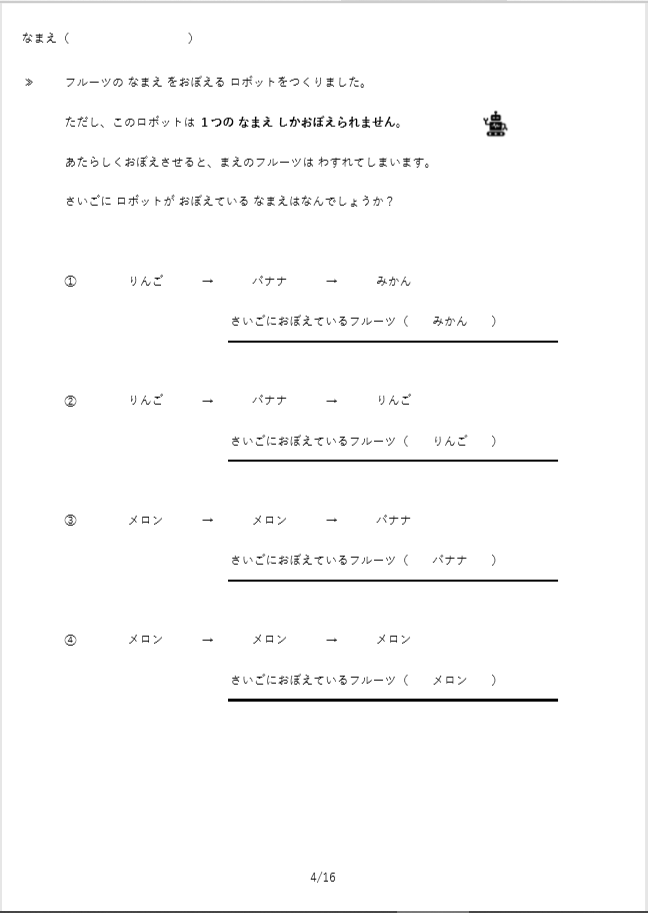 なまえ（　　　　　　　　　　）
≫　フルーツの なまえ をおぼえる ロボットをつくりました。
ただし、このロボットは １つの なまえ しかおぼえられません。
あたらしくおぼえさせると、まえのフルーツは わすれてしまいます。
さいごに ロボットが おぼえている なまえはなんでしょうか？
①　りんご　→　バナナ　→　みかん
さいごにおぼえているフルーツ（　みかん　）
②　りんご　→　バナナ　→　りんご
さいごにおぼえているフルーツ（　りんご　）
③　メロン　→　メロン　→　バナナ
さいごにおぼえているフルーツ（　バナナ　）
④　メロン　→　メロン　→　メロン
さいごにおぼえているフルーツ（　メロン　）
4/16